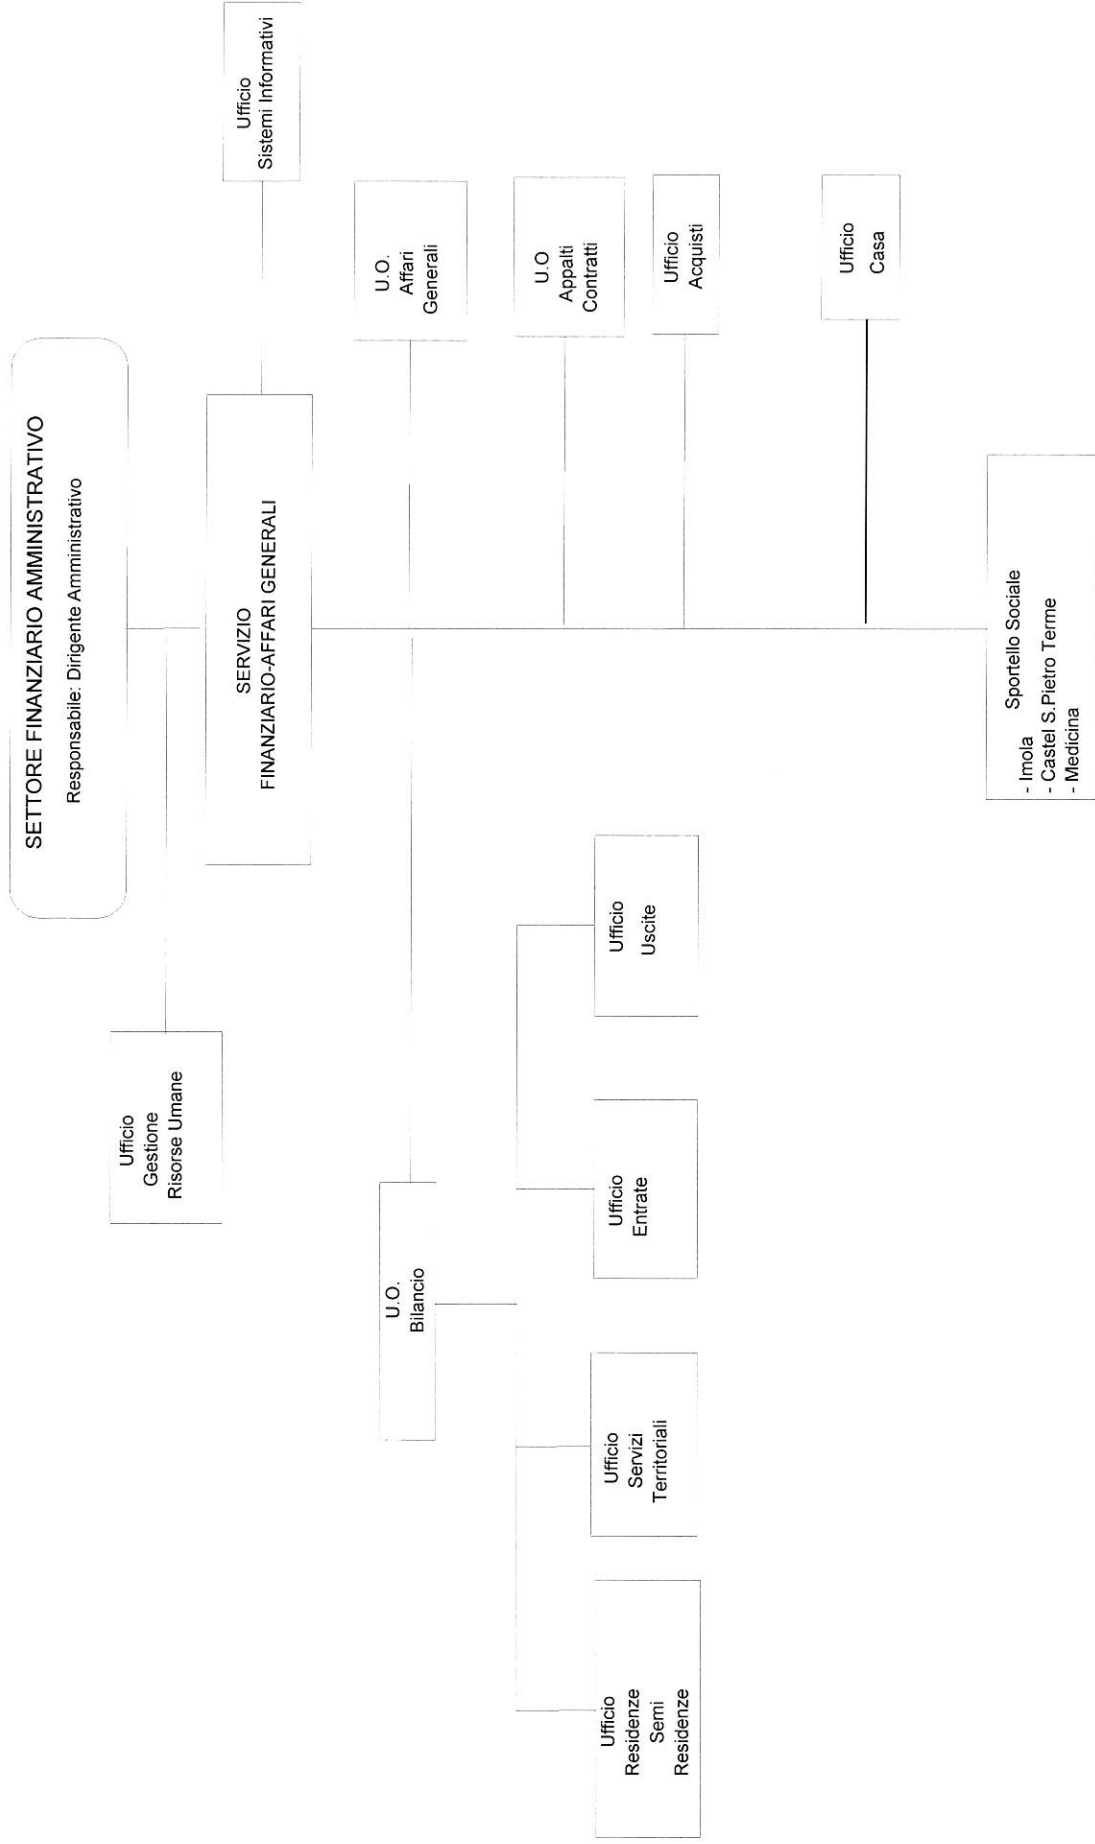 SETTORE FINANZIARIO AMMINISTRATIVO
Responsabile: Dirigente Amministrativo
Ufficio
Gestione
Risorse Umane
SERVIZIO
FINANZIARIO-AFFARI GENERALI
Ufficio
Sistemi Informativi
U.O.
Bilancio
U.O.
Affari
Generali
U.O
Appalti
Contratti
Ufficio
Residenze
Semi
Residenze
Ufficio
Servizi
Territoriali
Ufficio
Entrate
Ufficio
Uscite
Ufficio
Acquisti
Ufficio
Casa
Sportello Sociale
- Imola
- Castel S.Pietro Terme
- Medicina